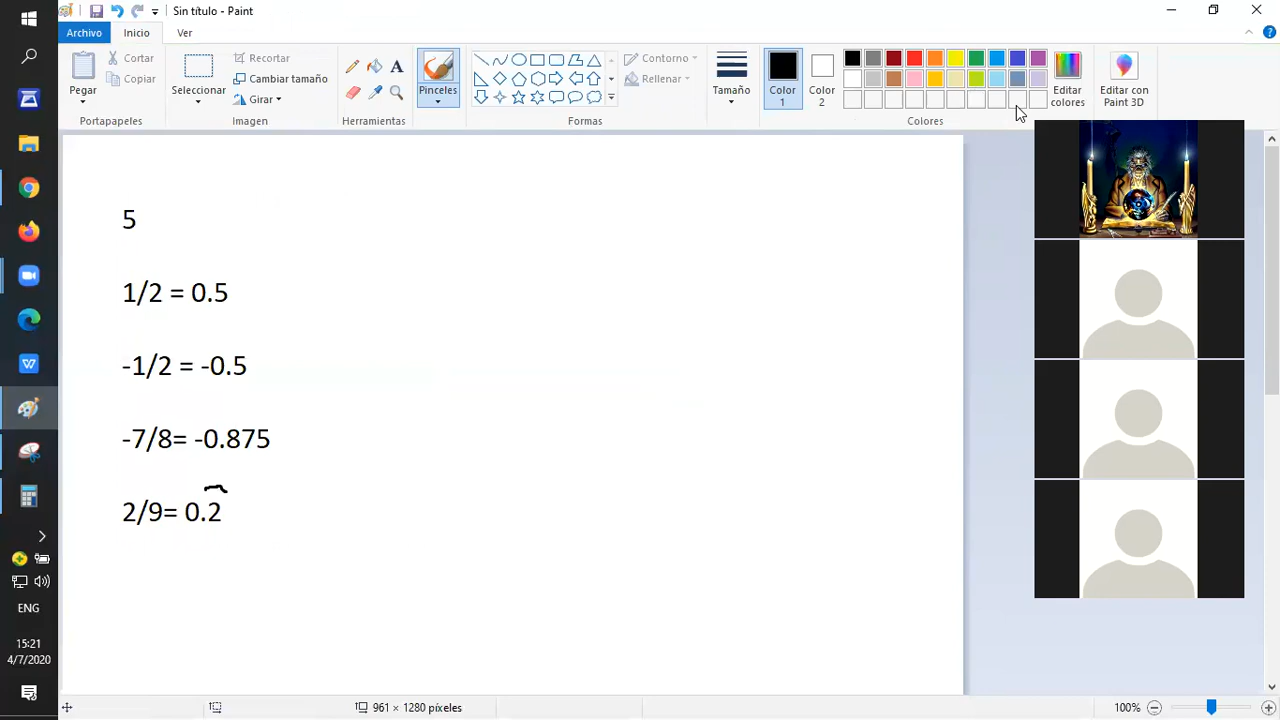 Sin título - Paint
Archivo
Inicio
Ver
Pegar
Cortar
Copiar
Portapapeles
Seleccionar
Recortar
Cambiar tamaño
Girar
Imagen
A
Herramientas
Pinceles
Contorno
Rellenar
Formas
Tamaño
Color
1
Color
2
Colores
Editar
colores
Editar con
Paint 3D
5
1/2 = 0.5
-1/2 = -0.5
-7/8= -0.875
2/9= 0.2
ENG
15:21
4/7/2020
961 × 1280 píxeles
100%